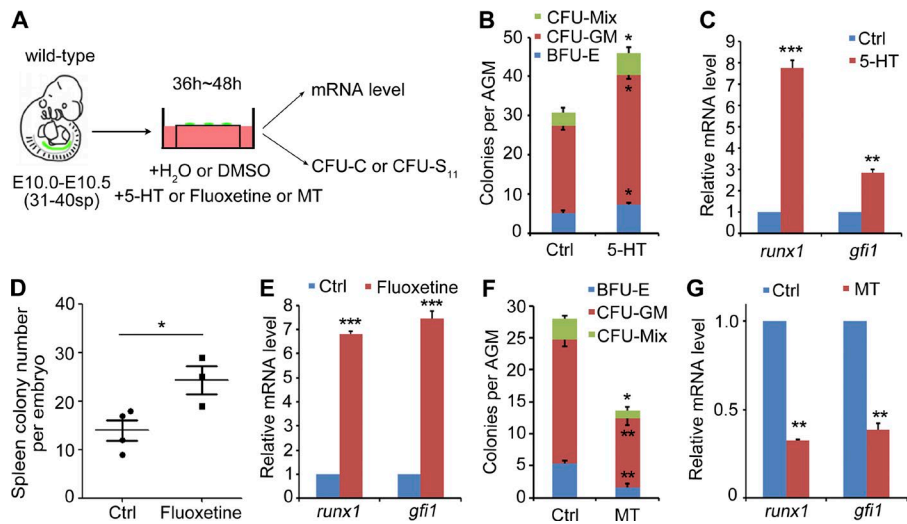 A
wild-type
E10.0-E10.5
(31-40sp)
36h~48h
+H₂O or DMSO
+5-HT or Fluoxetine or MT
mRNA level
CFU-C or CFU-S₁₁
B
CFU-Mix
CFU-GM
BFU-E
Colonies per AGM
50
40
30
20
10
0
*
*
*
Ctrl
5-HT
C
Ctrl
5-HT
Relative mRNA level
9
8
7
6
5
4
3
2
1
0
***
**
runx1
gfi1
D
Spleen colony number
per embryo
40
30
20
10
0
*
Ctrl
Fluoxetine
E
Ctrl
Fluoxetine
Relative mRNA level
8
7
6
5
4
3
2
1
0
***
***
runx1
gfi1
F
BFU-E
CFU-GM
CFU-Mix
Colonies per AGM
30
25
20
15
10
5
0
*
**
**
Ctrl
MT
G
Ctrl
MT
Relative mRNA level
1.0
0.5
0
**
**
runx1
gfi1